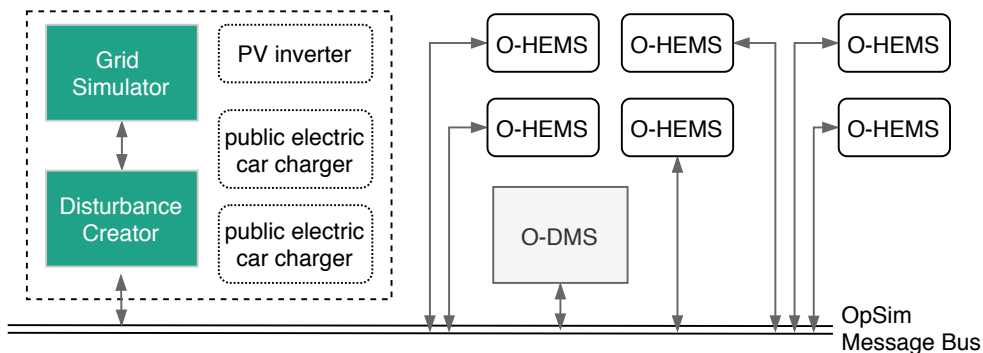 Grid
Simulator
PV inverter
public electric
car charger
Disturbance
Creator
public electric
car charger
O-HEMS
O-HEMS
O-HEMS
O-HEMS
O-HEMS
O-HEMS
O-DMS
OpSim
Message Bus